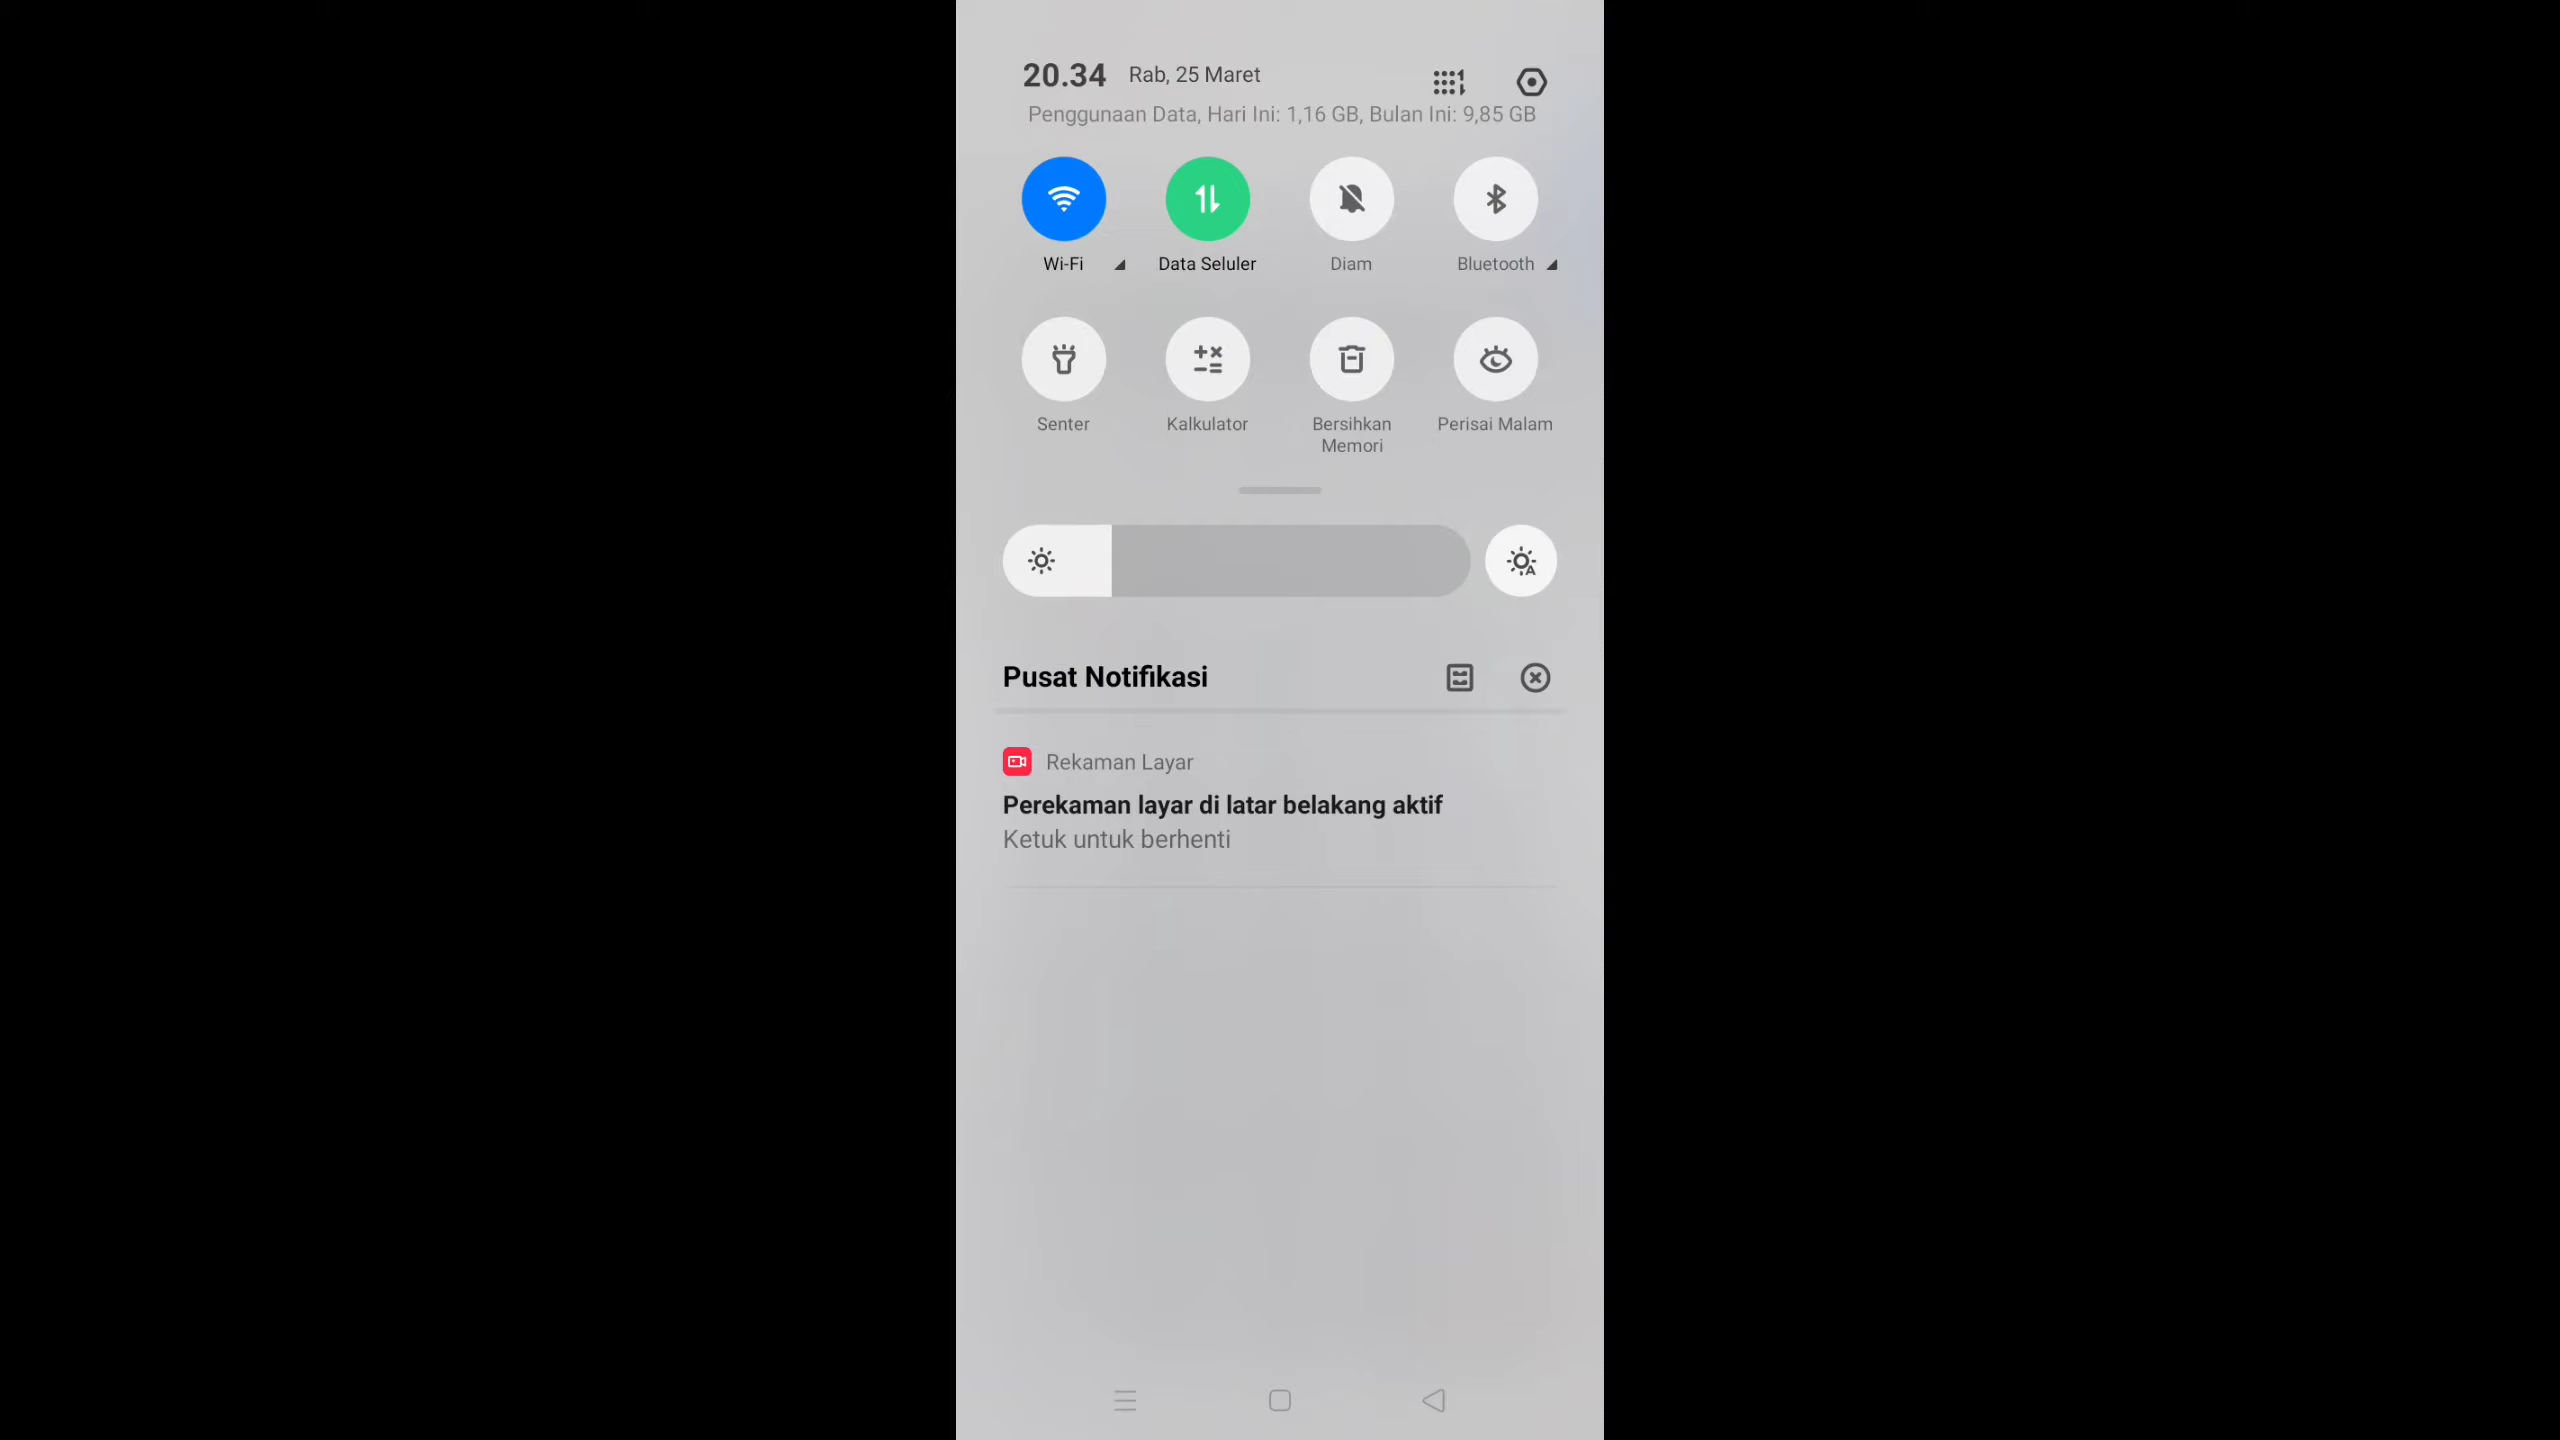 20.34 Rab, 25 Maret
Penggunaan Data, Hari Ini: 1,16 GB, Bulan Ini: 9,85 GB
Wi-Fi Data Seluler Diam Bluetooth
Senter Kalkulator Bersihkan Memori Perisai Malam
Pusat Notifikasi
Rekaman Layar
Perekaman layar di latar belakang aktif
Ketuk untuk berhenti